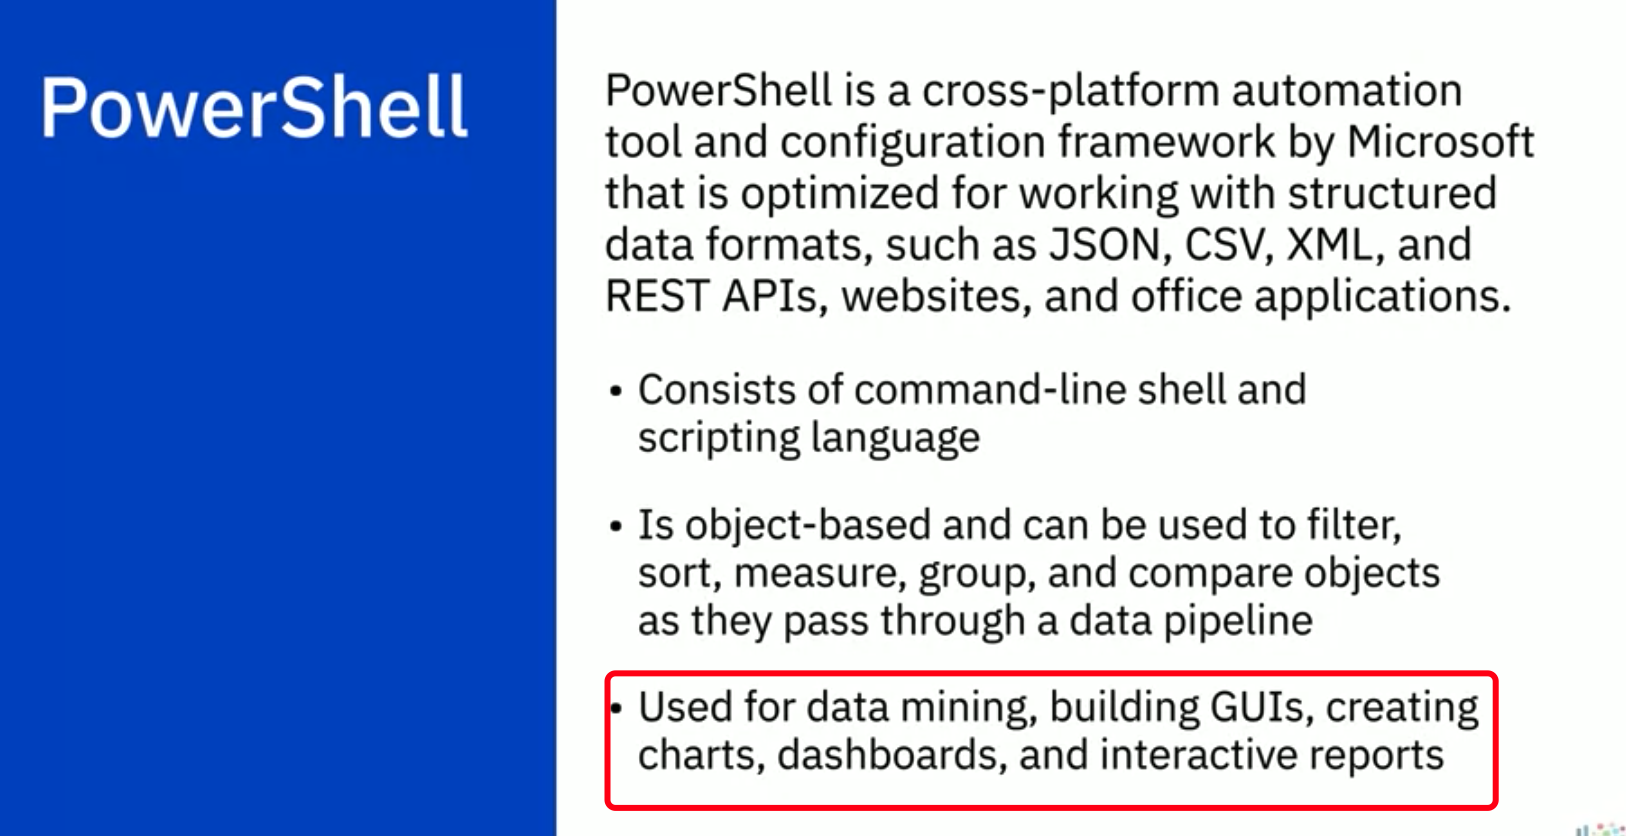 PowerShell
PowerShell is a cross-platform automation
tool and configuration framework by Microsoft
that is optimized for working with structured
data formats, such as JSON, CSV, XML, and
REST APIs, websites, and office applications.
• Consists of command-line shell and
scripting language
• Is object-based and can be used to filter,
sort, measure, group, and compare objects
as they pass through a data pipeline
• Used for data mining, building GUIs, creating
charts, dashboards, and interactive reports